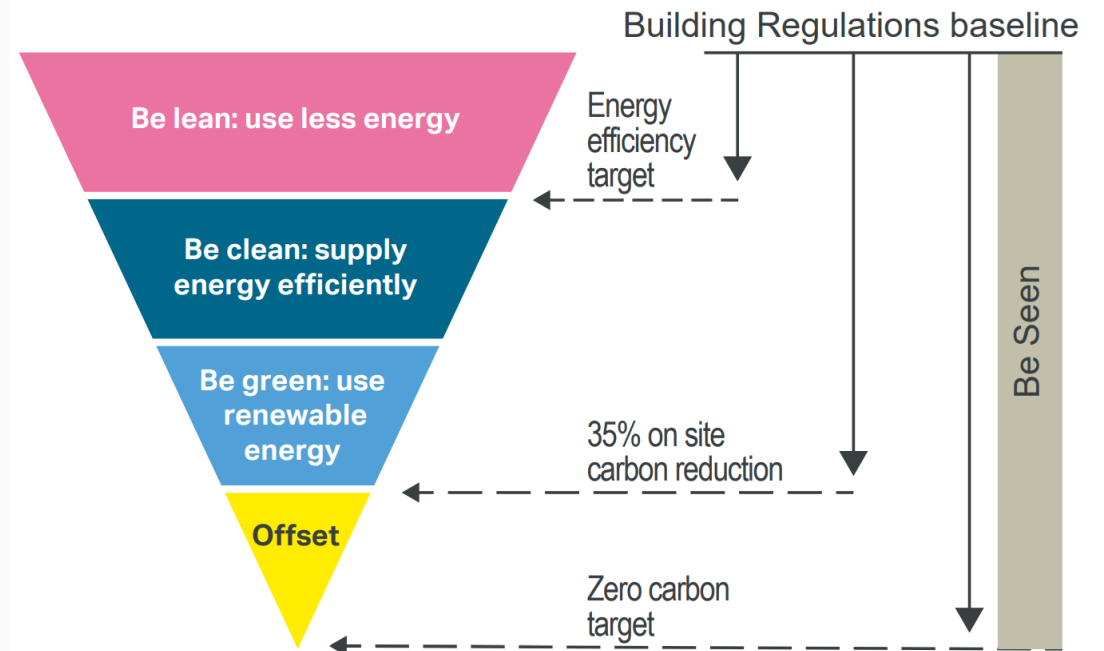 Building Regulations baseline
Be lean: use less energy
Energy
efficiency
target
Be clean: supply
energy efficiently
Be Seen
Be green: use
renewable
energy
35% on site
carbon reduction
Offset
Zero carbon
target